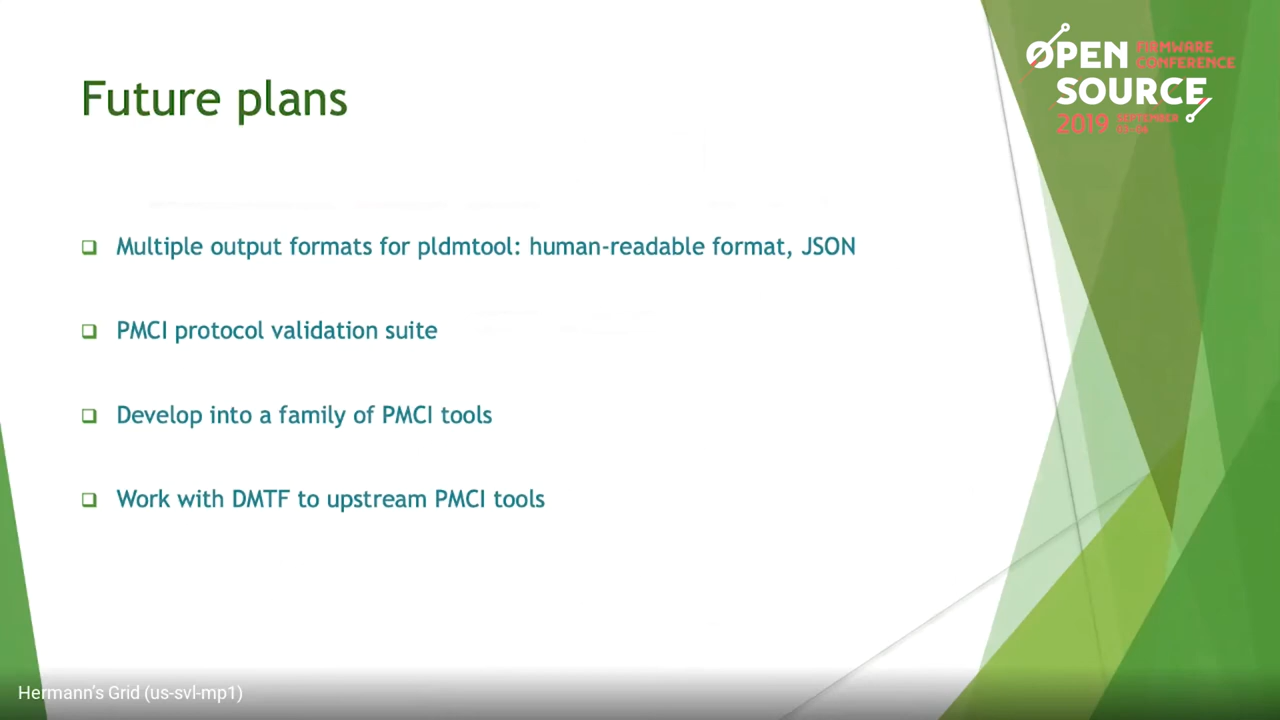 Future plans
OPEN FIRMWARE
CONFERENCE
SOURCE
2019 SEPTEMBER
Multiple output formats for pldmtool: human-readable format, JSON
PMCI protocol validation suite
Develop into a family of PMCI tools
Work with DMTF to upstream PMCI tools
Hermann's Grid (us-svl-mp1)